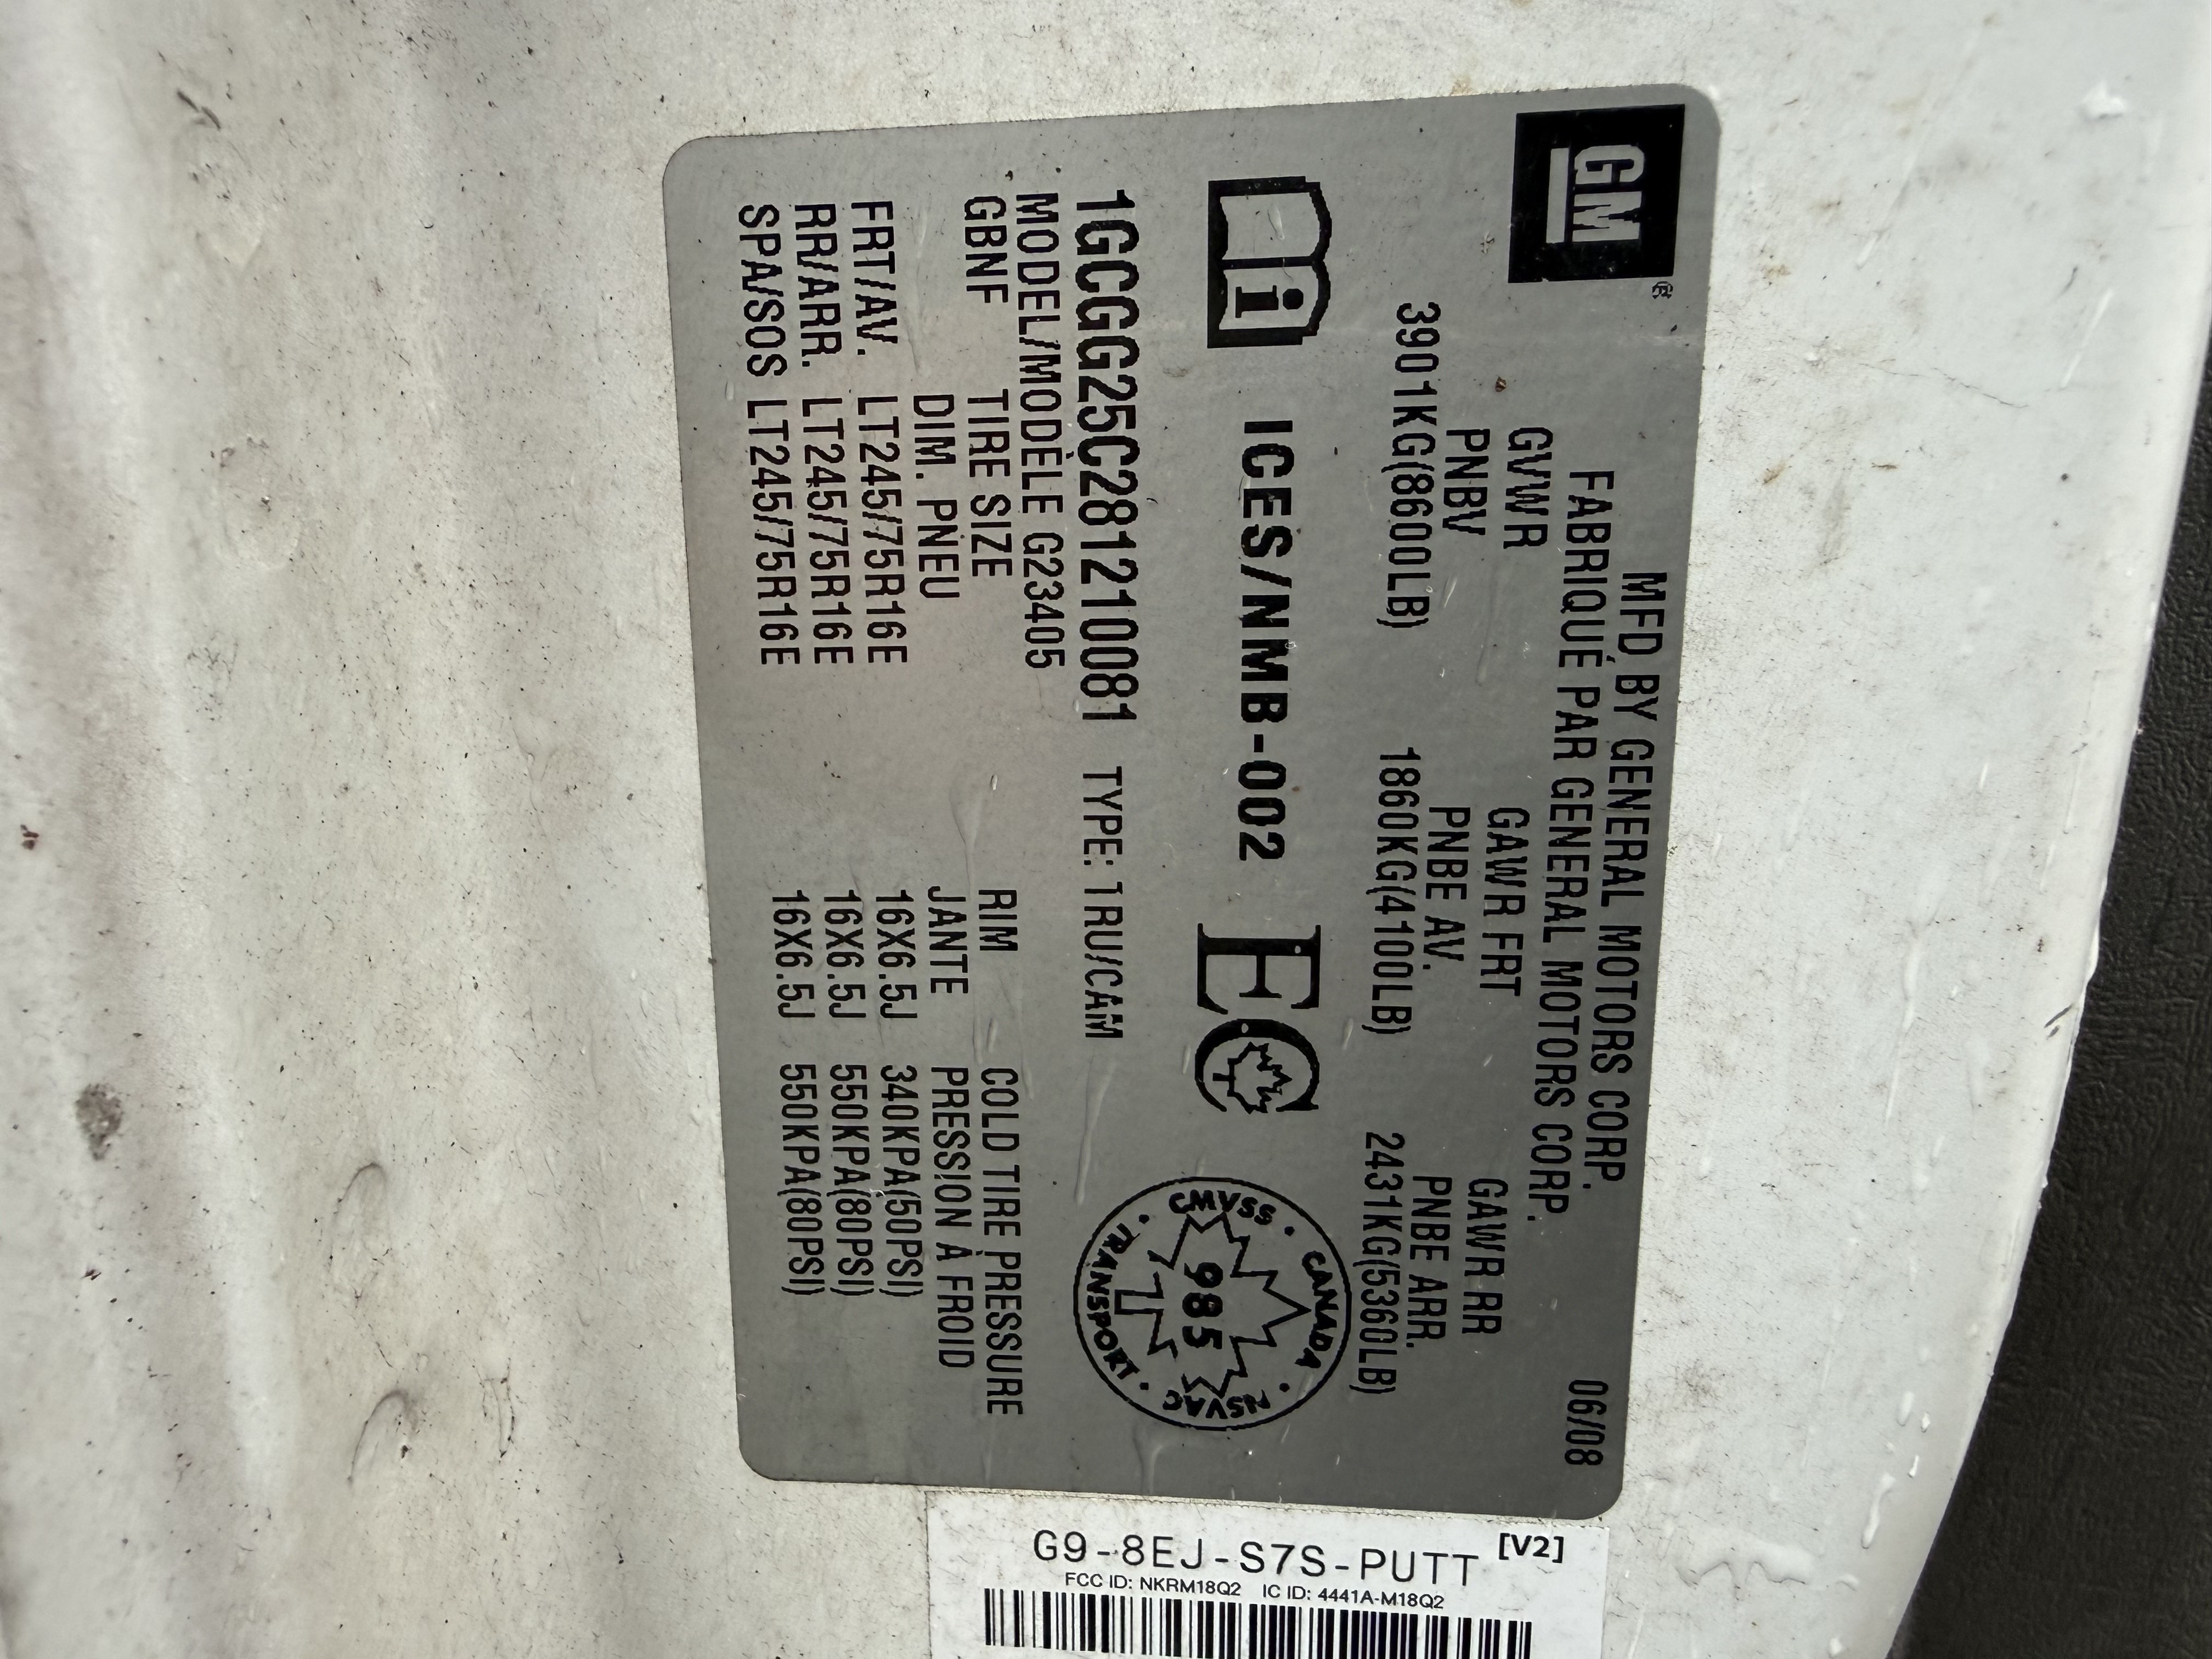 GM®
MFD BY GENERAL MOTORS CORP. 06/08
FABRIQUÉ PAR GENERAL MOTORS CORP.
GVWR GAWR FRT GAWR RR
PNBV PNBE AV. PNBE ARR.
3901KG(8600LB) 1860KG(4100LB) 2431KG(5360LB)
i ICES/NMB-002 EC
CANADA · NSVAC · TRANSPORT · CMVSS ·
985
1
1GCGG25C281210081 TYPE: TRU/CAM
MODEL/MODÈLE G23405
GBNF TIRE SIZE RIM COLD TIRE PRESSURE
DIM. PNEU JANTE PRESSION À FROID
FRT/AV. LT245/75R16E 16X6.5J 340KPA(50PSI)
RR/ARR. LT245/75R16E 16X6.5J 550KPA(80PSI)
SPA/SOS LT245/75R16E 16X6.5J 550KPA(80PSI)
[V2]
G9-8EJ-S7S-PUTT
FCC ID: NKRM18Q2 IC ID: 4441A-M18Q2